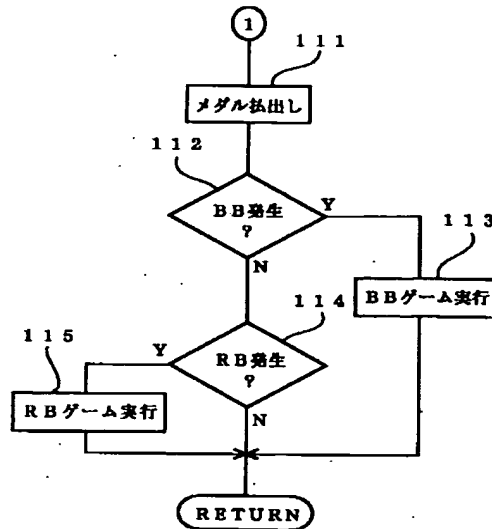 1
111
メダル払出し
112
BB発生
?
Y
113
N
BBゲーム実行
114
115
Y
RB発生
?
RBゲーム実行
N
RETURN